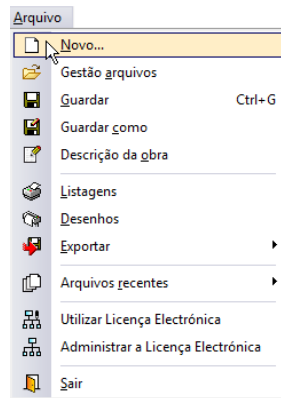 Arquivo
Novo...
Gestão arquivos
Guardar Ctrl+G
Guardar como
Descrição da obra
Listagens
Desenhos
Exportar
Arquivos recentes
Utilizar Licença Electrónica
Administrar a Licença Electrónica
Sair